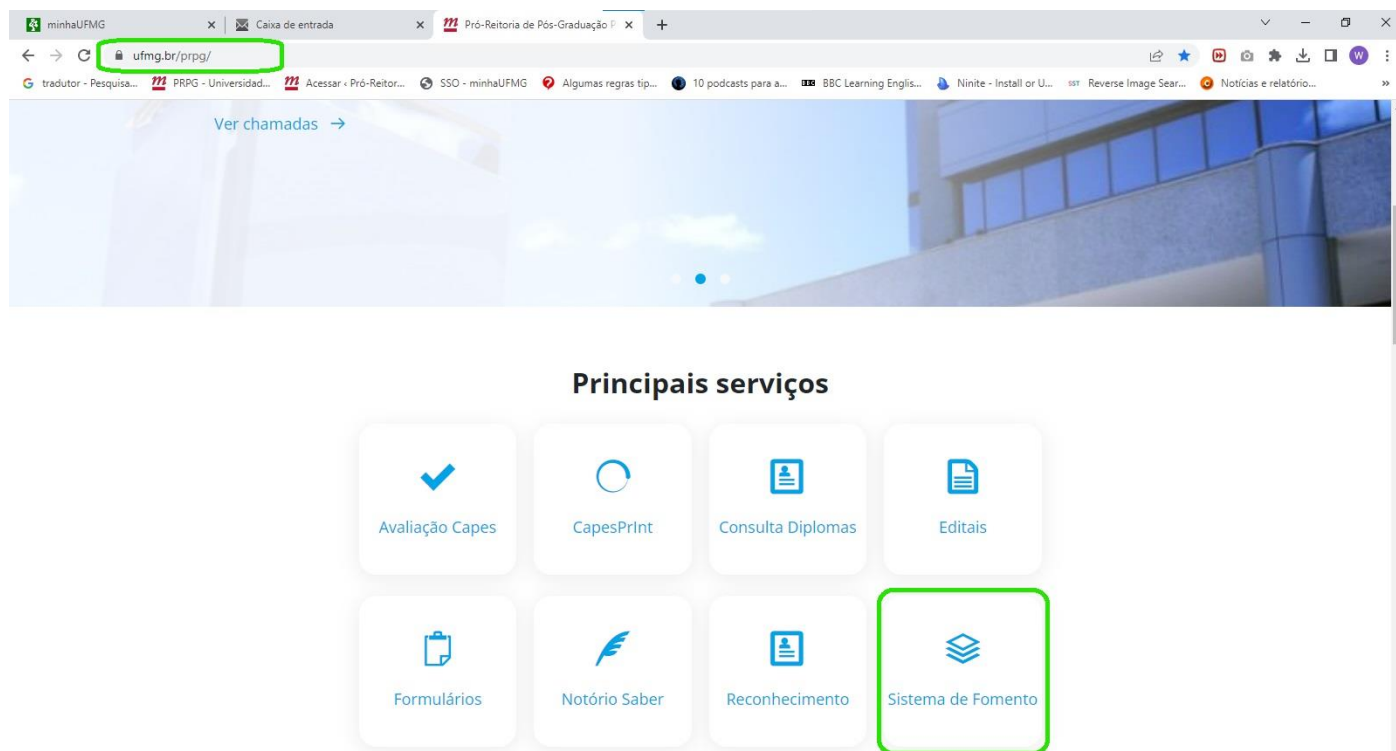 minhaUFMG
Caixa de entrada
Pró-Reitoria de Pós-Graduação P
ufmg.br/prpg/
W
tradutor - Pesquisa...
PRPG - Universidad...
Acessar ‹ Pró-Reitor...
SSO - minhaUFMG
Algumas regras tip...
10 podcasts para a...
BBC Learning Englis...
Ninite - Install or U...
SST
Reverse Image Sear...
Notícias e relatório...
»
Ver chamadas →
Principais serviços
Avaliação Capes
CapesPrInt
Consulta Diplomas
Editais
Formulários
Notório Saber
Reconhecimento
Sistema de Fomento